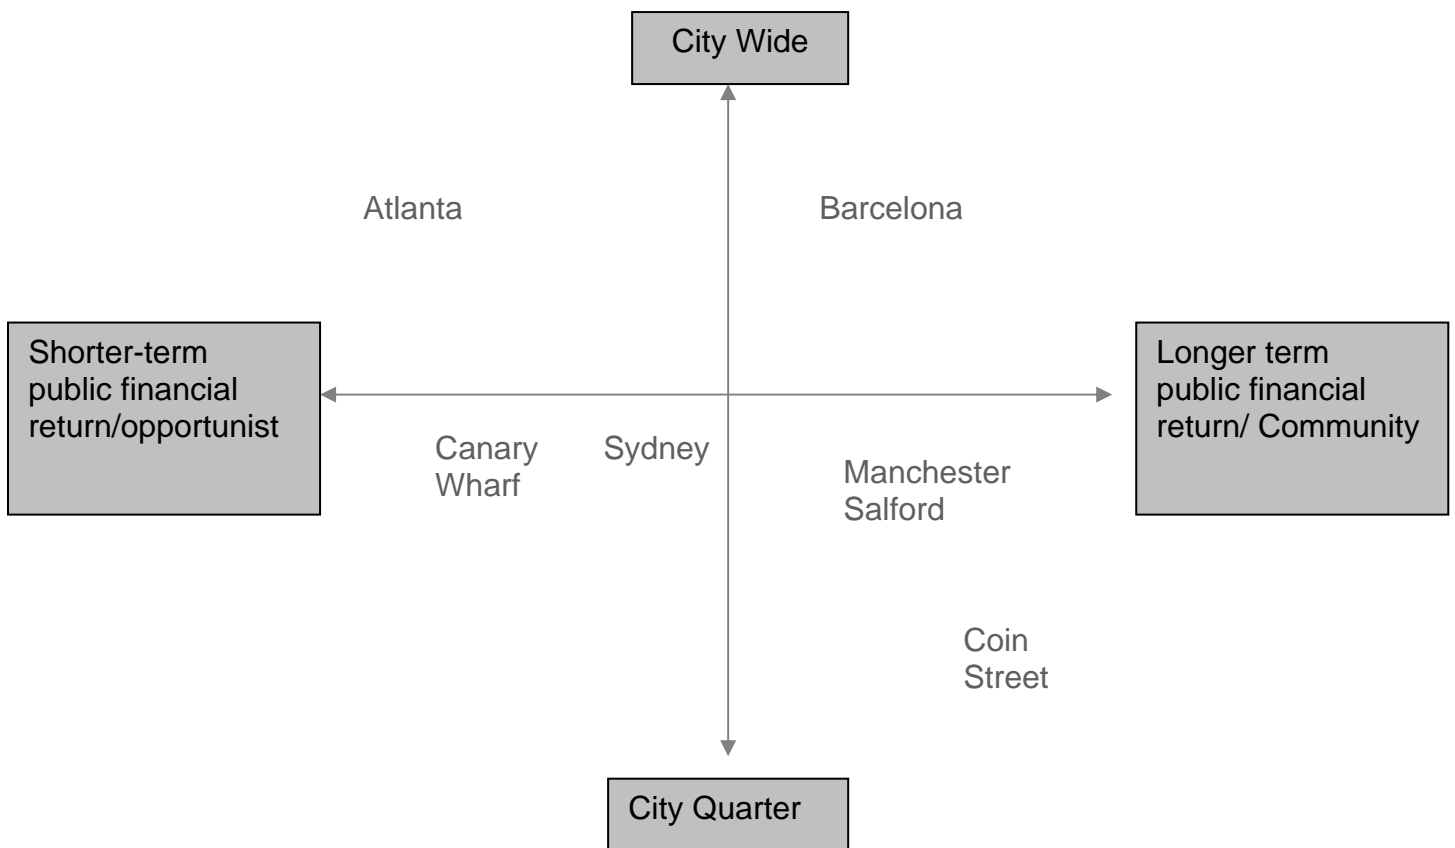 City Wide
Atlanta
Barcelona
Shorter-term
public financial
return/opportunist
Longer term
public financial
return/ Community
Canary
Wharf
Sydney
Manchester
Salford
Coin
Street
City Quarter